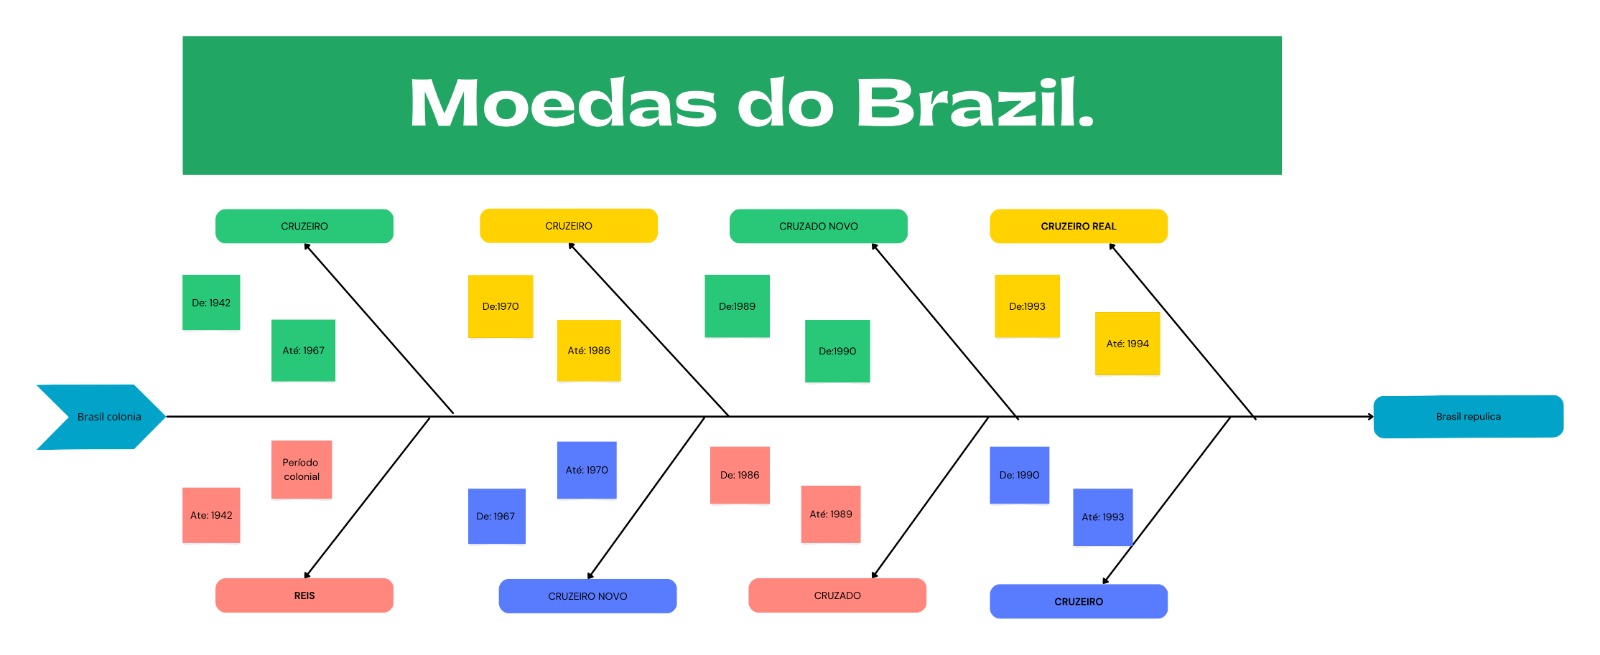 Moedas do Brazil.
CRUZEIRO
CRUZEIRO
CRUZADO NOVO
CRUZEIRO REAL
De: 1942
Até: 1967
De:1970
Até: 1986
De:1989
De:1990
De:1993
Até: 1994
Brasil colonia
Brasil repulica
Período
colonial
Ate: 1942
Até: 1970
De: 1967
De: 1986
Até: 1989
De: 1990
Até: 1993
REIS
CRUZEIRO NOVO
CRUZADO
CRUZEIRO